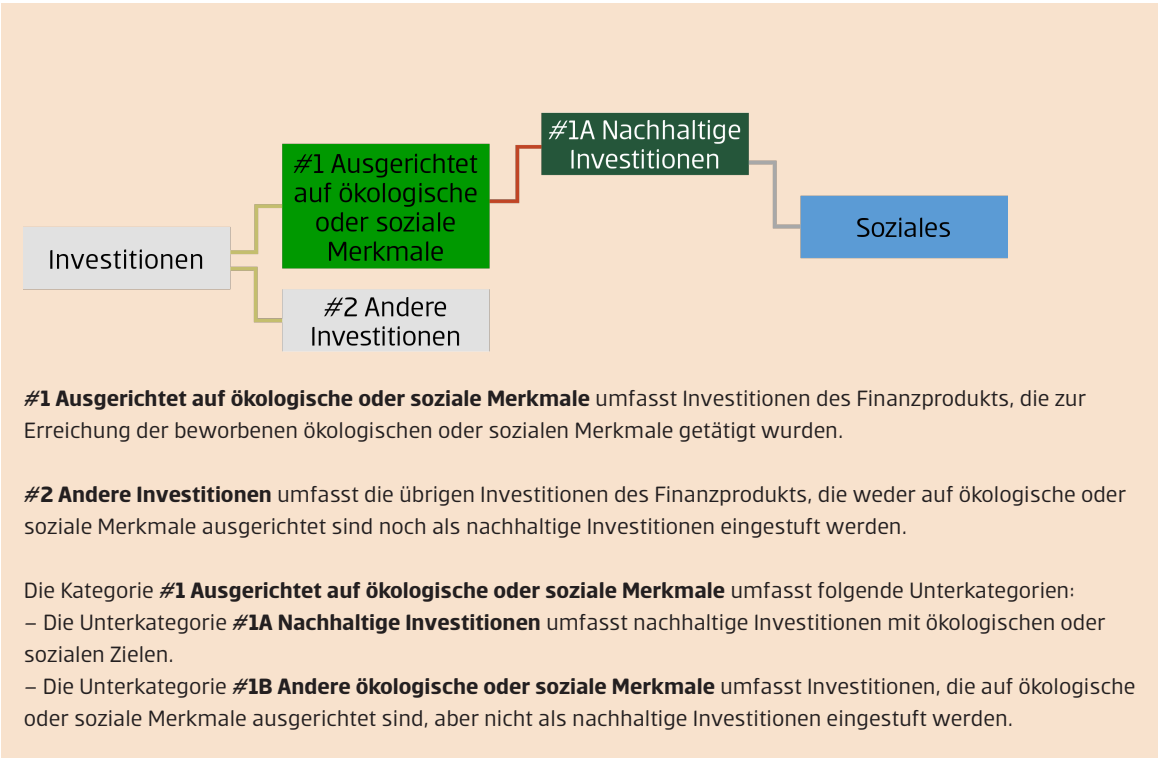 #1A Nachhaltige
Investitionen
#1 Ausgerichtet
auf ökologische
oder soziale
Merkmale
Soziales
Investitionen
#2 Andere
Investitionen
#1 Ausgerichtet auf ökologische oder soziale Merkmale umfasst Investitionen des Finanzprodukts, die zur
Erreichung der beworbenen ökologischen oder sozialen Merkmale getätigt wurden.
#2 Andere Investitionen umfasst die übrigen Investitionen des Finanzprodukts, die weder auf ökologische oder
soziale Merkmale ausgerichtet sind noch als nachhaltige Investitionen eingestuft werden.
Die Kategorie #1 Ausgerichtet auf ökologische oder soziale Merkmale umfasst folgende Unterkategorien:
– Die Unterkategorie #1A Nachhaltige Investitionen umfasst nachhaltige Investitionen mit ökologischen oder
sozialen Zielen.
– Die Unterkategorie #1B Andere ökologische oder soziale Merkmale umfasst Investitionen, die auf ökologische
oder soziale Merkmale ausgerichtet sind, aber nicht als nachhaltige Investitionen eingestuft werden.